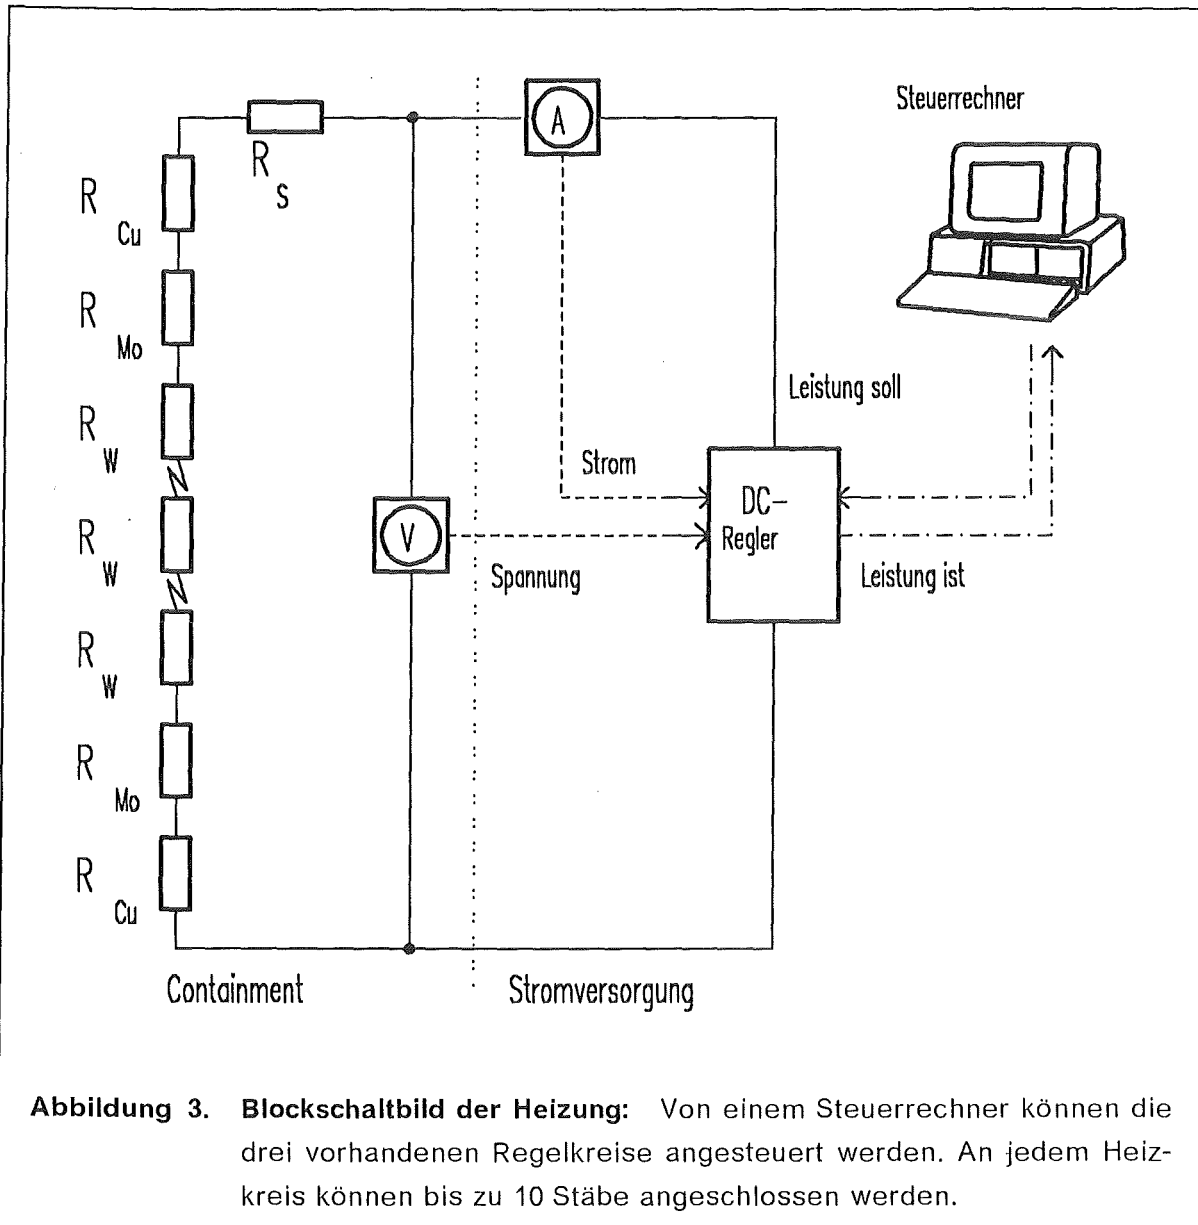 Steuerrechner
A
R S
R Cu
R Mo
Leistung soll
R W
Strom
DC-
Regler
V
R W
Spannung
Leistung ist
R W
R Mo
R Cu
Containment
Stromversorgung
Abbildung 3. Blockschaltbild der Heizung: Von einem Steuerrechner können die
drei vorhandenen Regelkreise angesteuert werden. An jedem Heiz-
kreis können bis zu 10 Stäbe angeschlossen werden.